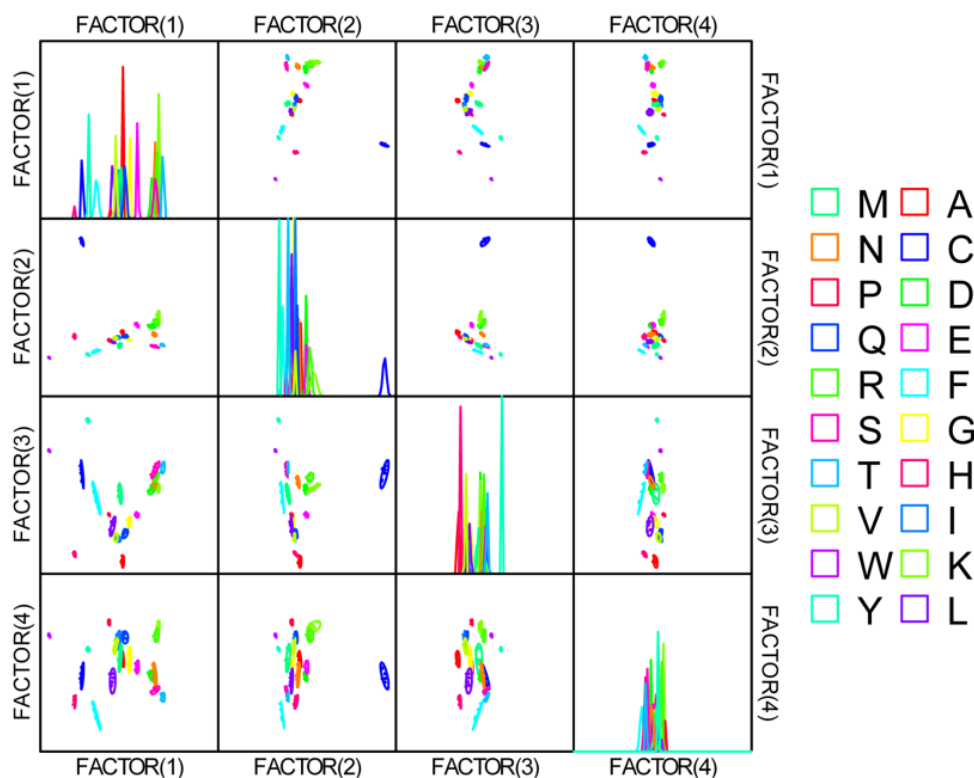 FACTOR(1) FACTOR(2) FACTOR(3) FACTOR(4)
FACTOR(1)
FACTOR(1)
FACTOR(2)
FACTOR(2)
FACTOR(3)
FACTOR(3)
FACTOR(4)
FACTOR(4)
FACTOR(1) FACTOR(2) FACTOR(3) FACTOR(4)
M A
N C
P D
Q E
R F
S G
T H
V I
W K
Y L